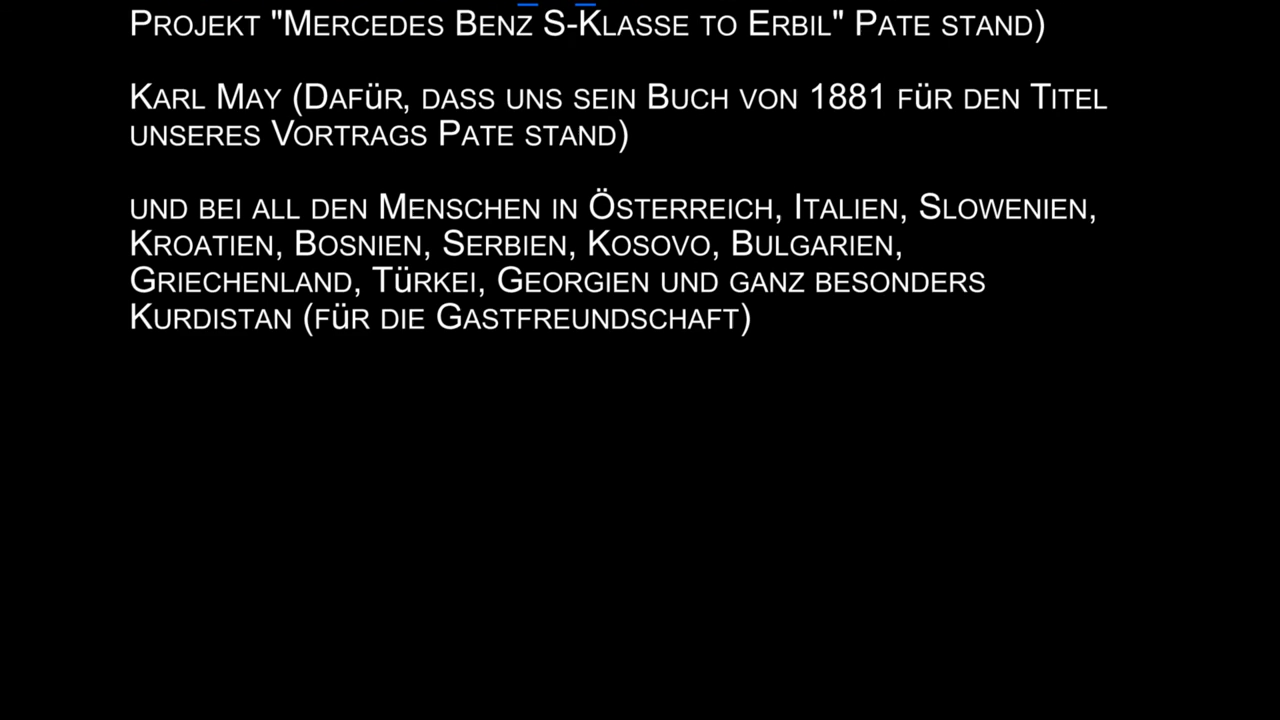 Projekt "Mercedes Benz S-Klasse to Erbil" Pate stand)
Karl May (Dafür, dass uns sein Buch von 1881 für den Titel
unseres Vortrags Pate stand)
und bei all den Menschen in Österreich, Italien, Slowenien,
Kroatien, Bosnien, Serbien, Kosovo, Bulgarien,
Griechenland, Türkei, Georgien und ganz besonders
Kurdistan (für die Gastfreundschaft)